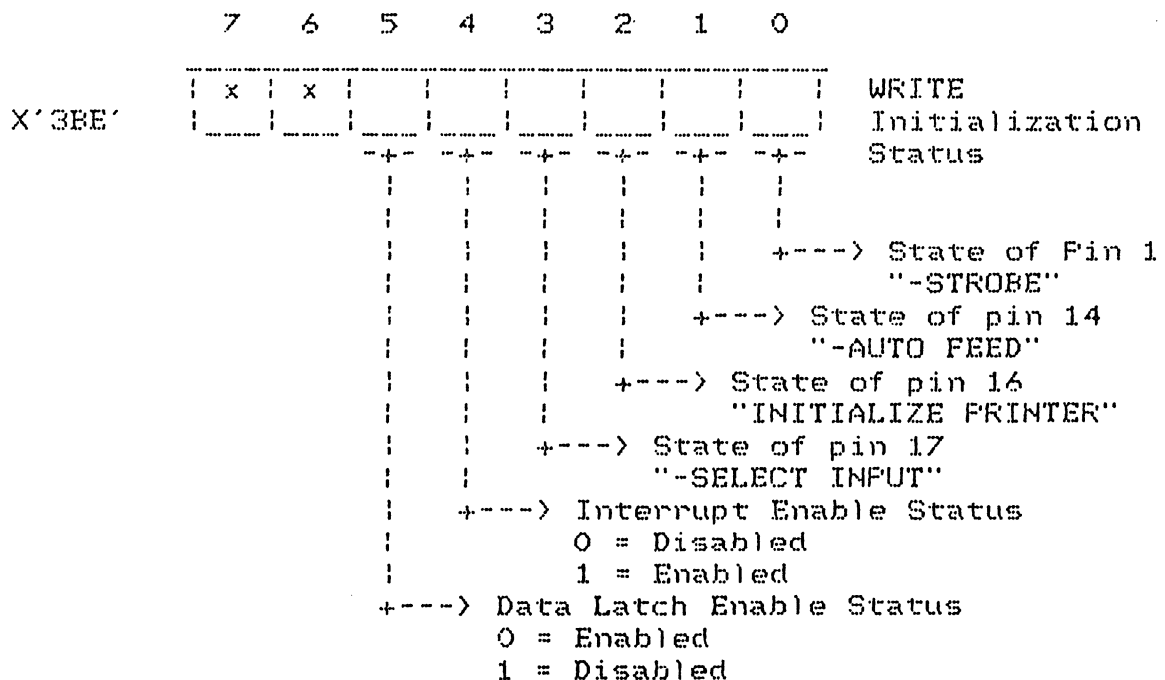 7 6 5 4 3 2 1 0
x x WRITE
X'3BE' Initialization
Status
State of Pin 1
"-STROBE"
State of pin 14
"-AUTO FEED"
State of pin 16
"INITIALIZE PRINTER"
State of pin 17
"-SELECT INPUT"
Interrupt Enable Status
0 = Disabled
1 = Enabled
Data Latch Enable Status
0 = Enabled
1 = Disabled